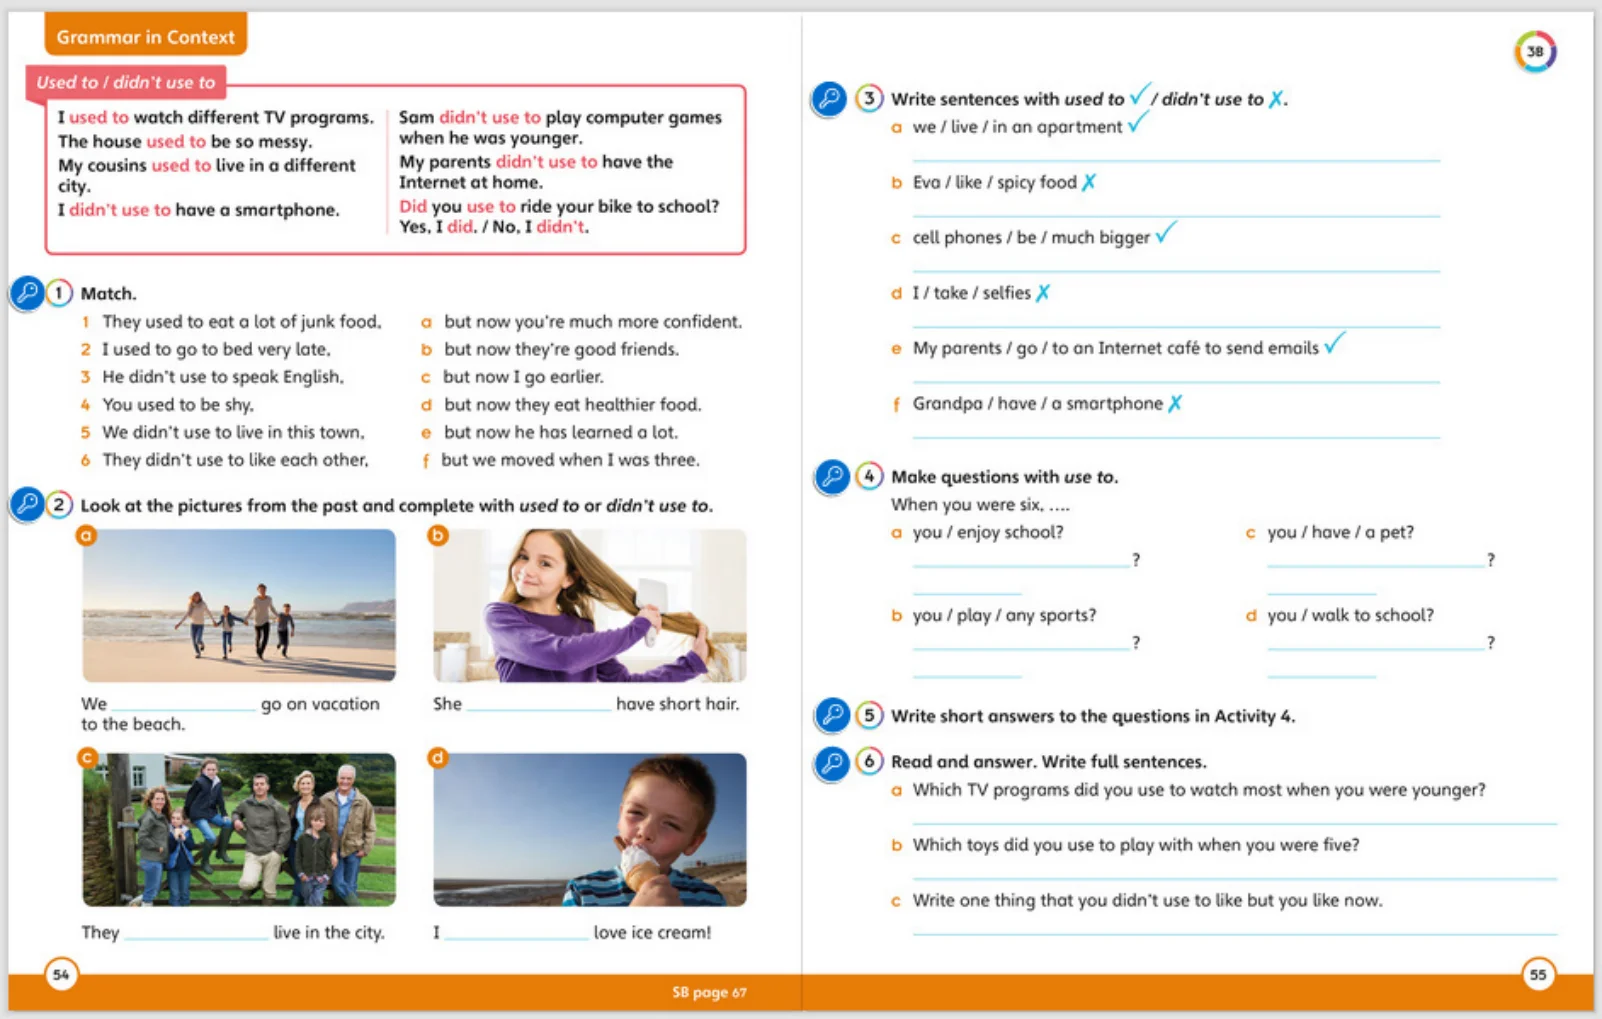 Grammar in Context
Used to / didn't use to
I used to watch different TV programs.
The house used to be so messy.
My cousins used to live in a different
city.
I didn't use to have a smartphone.
Sam didn't use to play computer games
when he was younger.
My parents didn't use to have the
Internet at home.
Did you use to ride your bike to school?
Yes, I did. / No, I didn't.
1 Match.
1 They used to eat a lot of junk food,
2 I used to go to bed very late,
3 He didn't use to speak English,
4 You used to be shy,
5 We didn't use to live in this town,
6 They didn't use to like each other,
a but now you're much more confident.
b but now they're good friends.
c but now I go earlier.
d but now they eat healthier food.
e but now he has learned a lot.
f but we moved when I was three.
2 Look at the pictures from the past and complete with used to or didn't use to.
a
b
We ____ go on vacation
to the beach.
She ____ have short hair.
c
d
They ____ live in the city.
I ____ love ice cream!
54
SB page 67
38
3 Write sentences with used to ✓ / didn't use to ✗.
a we / live / in an apartment ✓
b Eva / like / spicy food ✗
c cell phones / be / much bigger ✓
d I / take / selfies ✗
e My parents / go / to an Internet café to send emails ✓
f Grandpa / have / a smartphone ✗
4 Make questions with use to.
When you were six, ....
a you / enjoy school?
____?
b you / play / any sports?
____?
c you / have / a pet?
____?
d you / walk to school?
____?
5 Write short answers to the questions in Activity 4.
6 Read and answer. Write full sentences.
a Which TV programs did you use to watch most when you were younger?
b Which toys did you use to play with when you were five?
c Write one thing that you didn't use to like but you like now.
55